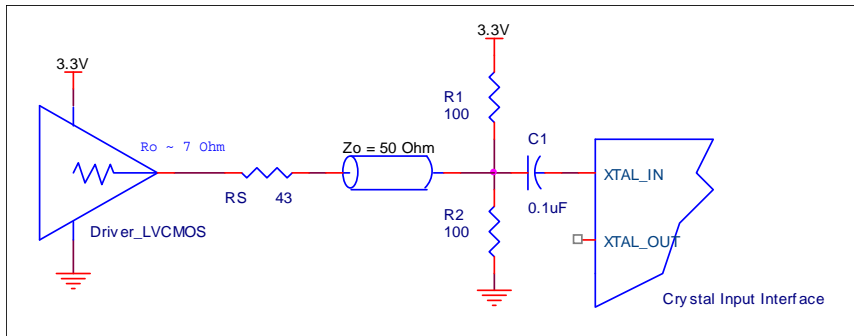 3.3V
3.3V
R1
100
Ro ~ 7 Ohm
Zo = 50 Ohm
C1
XTAL_IN
RS 43
0.1uF
R2
100
Driver_LVCMOS
XTAL_OUT
Crystal Input Interface